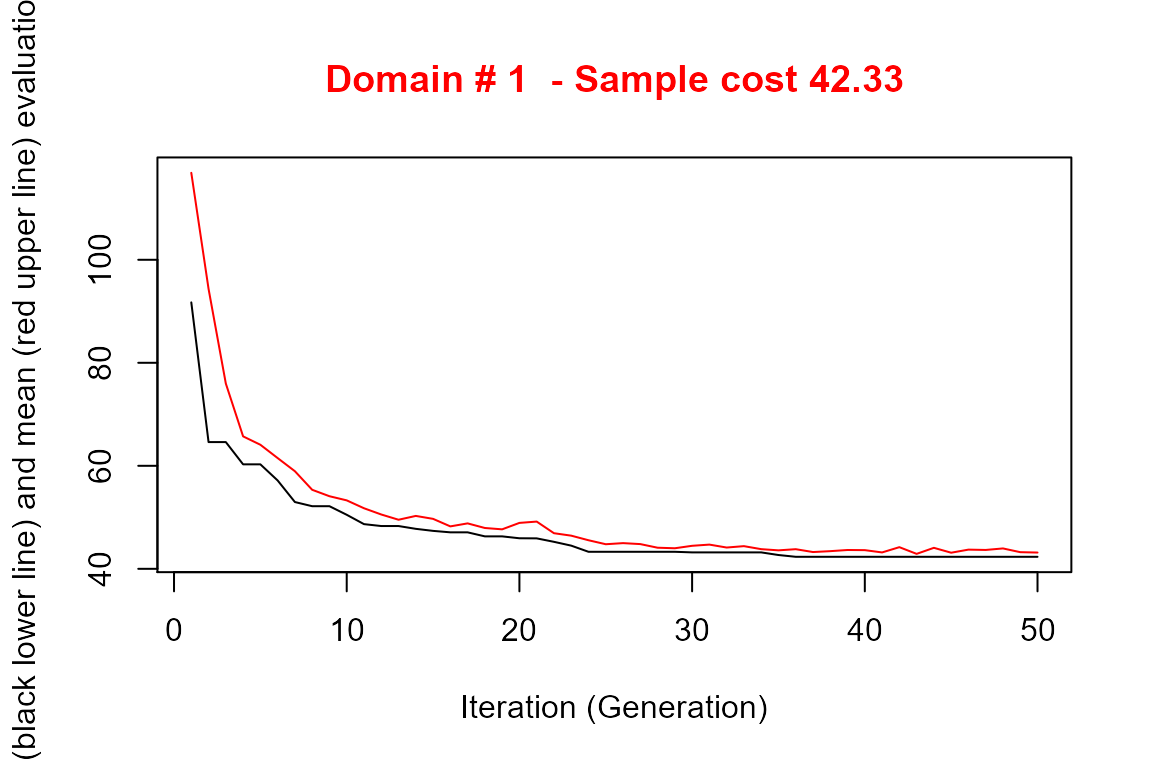 Domain # 1  - Sample cost 42.33
(black lower line) and mean (red upper line) evaluatio
100
80
60
40
0 10 20 30 40 50
Iteration (Generation)